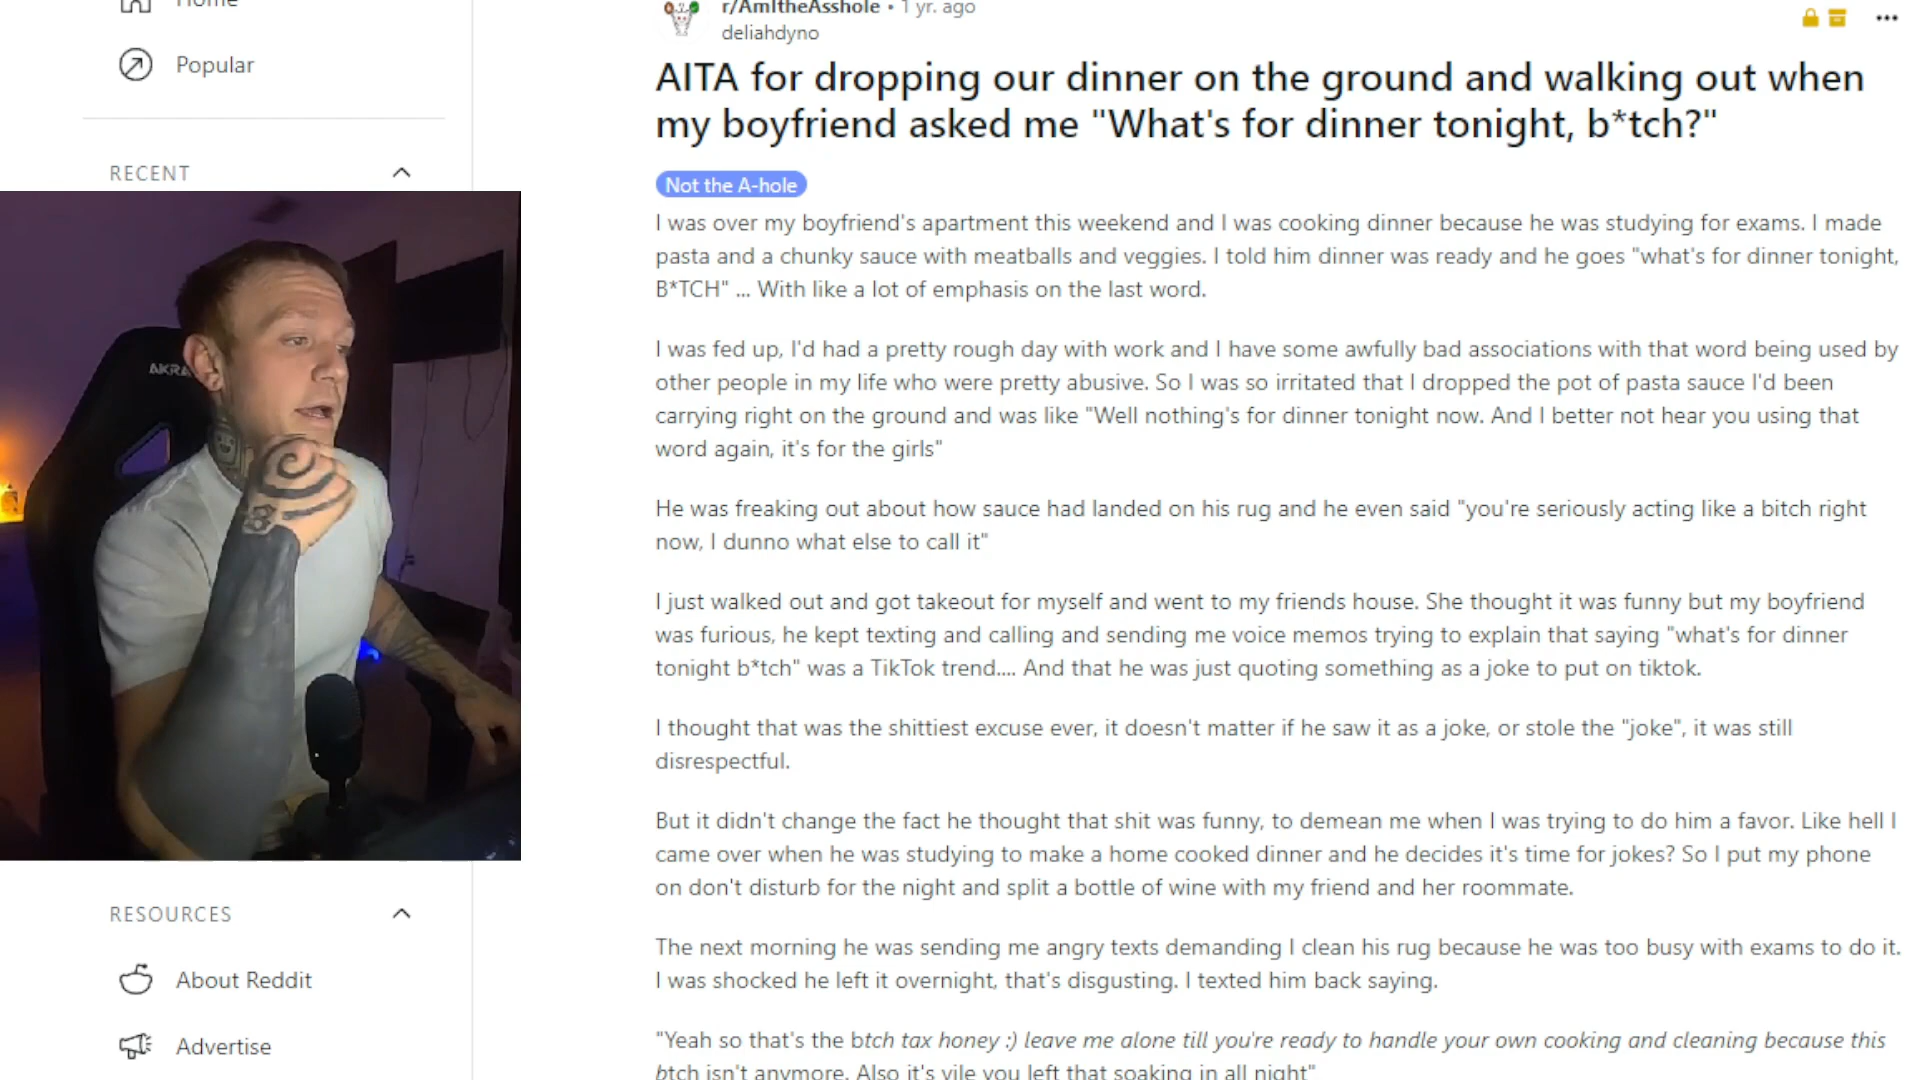 Home
r/AmItheAsshole • 1 yr. ago
deliahdyno
Popular
AITA for dropping our dinner on the ground and walking out when
my boyfriend asked me "What's for dinner tonight, b*tch?"
RECENT
Not the A-hole
I was over my boyfriend's apartment this weekend and I was cooking dinner because he was studying for exams. I made
pasta and a chunky sauce with meatballs and veggies. I told him dinner was ready and he goes "what's for dinner tonight,
B*TCH" ... With like a lot of emphasis on the last word.
I was fed up, I'd had a pretty rough day with work and I have some awfully bad associations with that word being used by
other people in my life who were pretty abusive. So I was so irritated that I dropped the pot of pasta sauce I'd been
carrying right on the ground and was like "Well nothing's for dinner tonight now. And I better not hear you using that
word again, it's for the girls"
He was freaking out about how sauce had landed on his rug and he even said "you're seriously acting like a bitch right
now, I dunno what else to call it"
I just walked out and got takeout for myself and went to my friends house. She thought it was funny but my boyfriend
was furious, he kept texting and calling and sending me voice memos trying to explain that saying "what's for dinner
tonight b*tch" was a TikTok trend.... And that he was just quoting something as a joke to put on tiktok.
I thought that was the shittiest excuse ever, it doesn't matter if he saw it as a joke, or stole the "joke", it was still
disrespectful.
But it didn't change the fact he thought that shit was funny, to demean me when I was trying to do him a favor. Like hell I
came over when he was studying to make a home cooked dinner and he decides it's time for jokes? So I put my phone
on don't disturb for the night and split a bottle of wine with my friend and her roommate.
The next morning he was sending me angry texts demanding I clean his rug because he was too busy with exams to do it.
I was shocked he left it overnight, that's disgusting. I texted him back saying.
"Yeah so that's the btch tax honey :) leave me alone till you're ready to handle your own cooking and cleaning because this
btch isn't anymore. Also it's vile you left that soaking in all night"
RESOURCES
About Reddit
Advertise